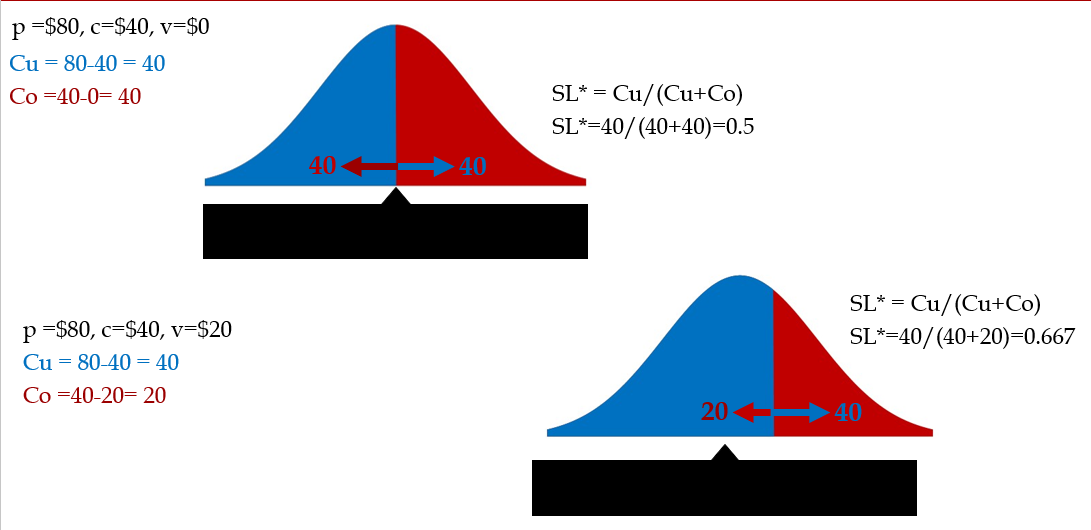 p =$80, c=$40, v=$0
Cu = 80-40 = 40
Co =40-0= 40
SL* = Cu/(Cu+Co)
SL*=40/(40+40)=0.5
40 40
p =$80, c=$40, v=$20
Cu = 80-40 = 40
Co =40-20= 20
SL* = Cu/(Cu+Co)
SL*=40/(40+20)=0.667
20 40